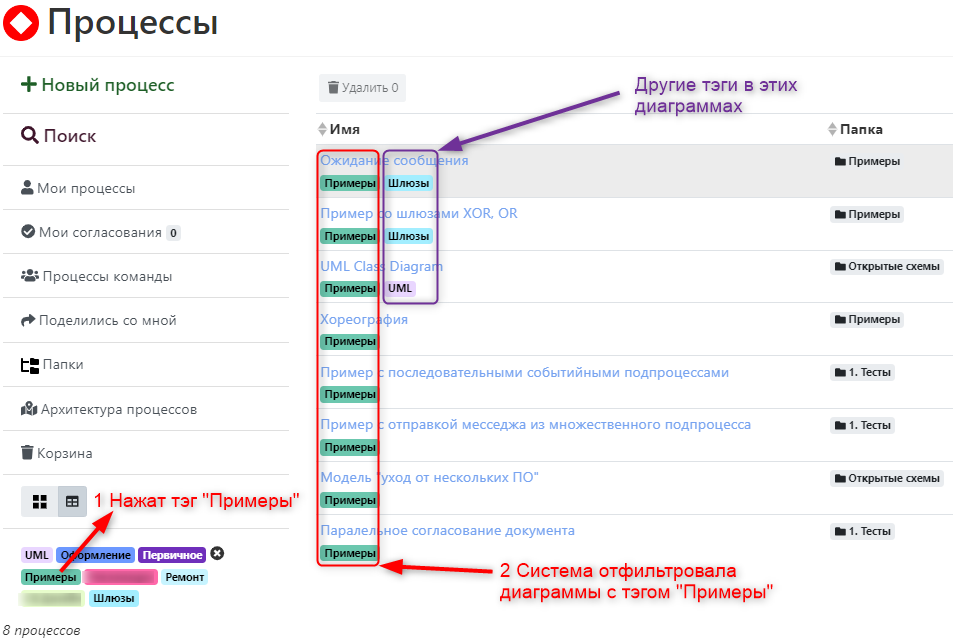 Процессы
Новый процесс
Поиск
Мои процессы
Мои согласования 0
Процессы команды
Поделились со мной
Папки
Архитектура процессов
Корзина
1 Нажат тэг "Примеры"
UML Оформление Первичное
Примеры Ремонт
Шлюзы
8 процессов
Удалить 0
Другие тэги в этих
диаграммах
Имя Папка
Ожидание сообщения Примеры
Примеры Шлюзы
Пример со шлюзами XOR, OR Примеры
Примеры Шлюзы
UML Class Diagram Открытые схемы
Примеры UML
Хореография Примеры
Примеры
Пример с последовательными событийными подпроцессами 1. Тесты
Примеры
Пример с отправкой месседжа из множественного подпроцесса 1. Тесты
Примеры
Модель "уход от нескольких ПО" Открытые схемы
Примеры
Паралельное согласование документа 1. Тесты
Примеры
2 Система отфильтровала
диаграммы с тэгом "Примеры"